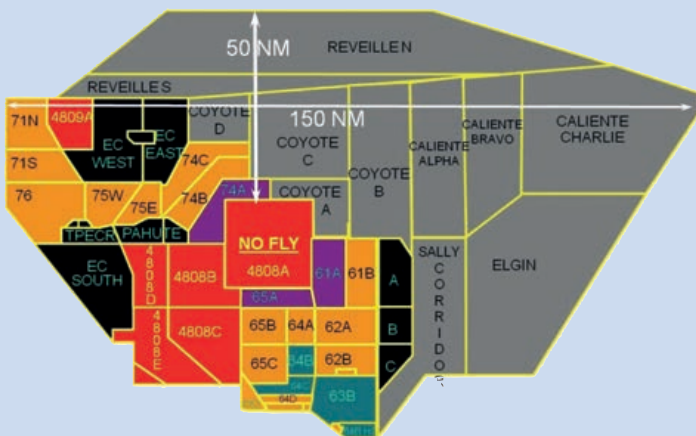 50 NM
REVEILLE N
REVEILLE S
150 NM
71N
4809A
EC
WEST
EC
EAST
COYOTE
D
COYOTE
C
COYOTE
B
CALIENTE
ALPHA
CALIENTE
BRAVO
CALIENTE
CHARLIE
71S
74C
76
75W
75E
74B
74A
COYOTE
A
TPECR
PAHUTE
NO FLY
4808A
EC
SOUTH
4808D
4808B
65A
61A
61B
A
SALLY
CORRIDOR
ELGIN
4808E
4808C
65B
64A
62A
B
65C
64B
62B
C
64C
64D
63B